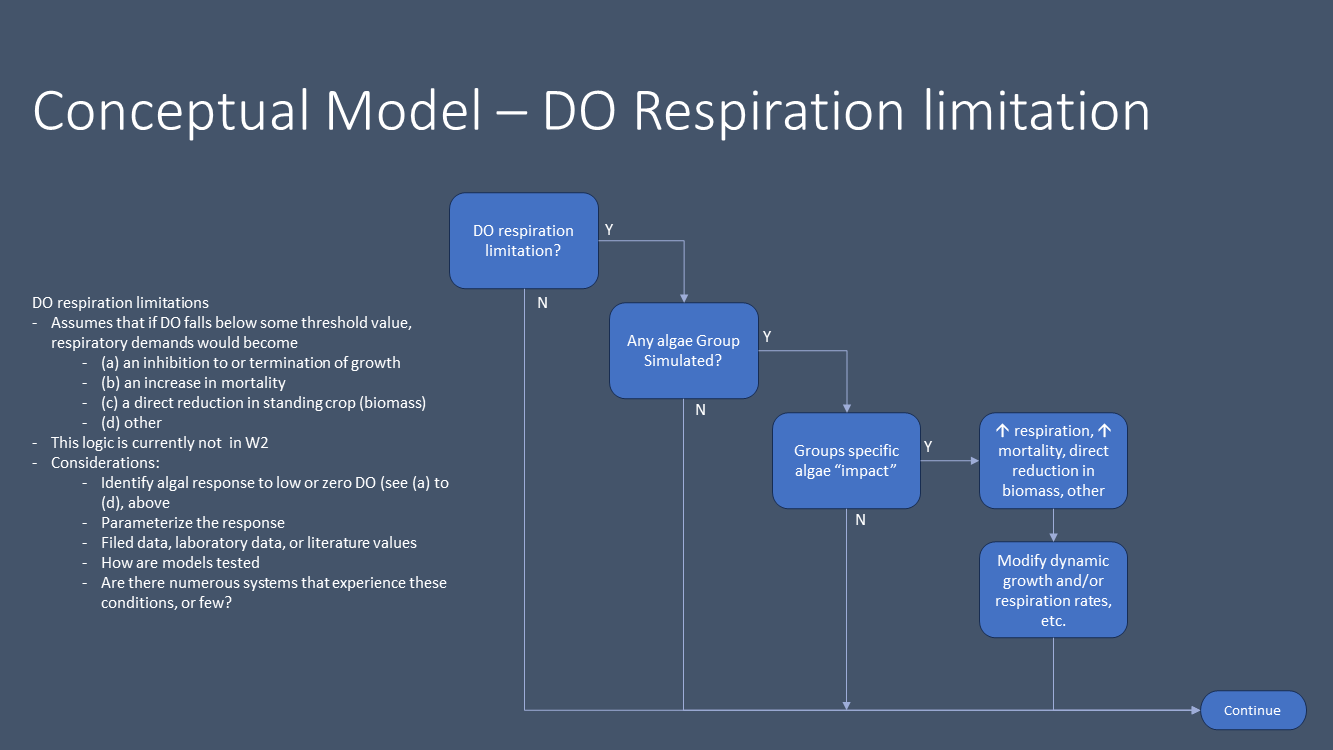 Conceptual Model – DO Respiration limitation
DO respiration
limitation?
Y
N
DO respiration limitations
- Assumes that if DO falls below some threshold value,
respiratory demands would become
- (a) an inhibition to or termination of growth
- (b) an increase in mortality
- (c) a direct reduction in standing crop (biomass)
- (d) other
- This logic is currently not  in W2
- Considerations:
- Identify algal response to low or zero DO (see (a) to
(d), above
- Parameterize the response
- Filed data, laboratory data, or literature values
- How are models tested
- Are there numerous systems that experience these
conditions, or few?
Any algae Group
Simulated?
Y
N
Groups specific
algae “impact”
Y
N
↑ respiration, ↑
mortality, direct
reduction in
biomass, other
Modify dynamic
growth and/or
respiration rates,
etc.
Continue